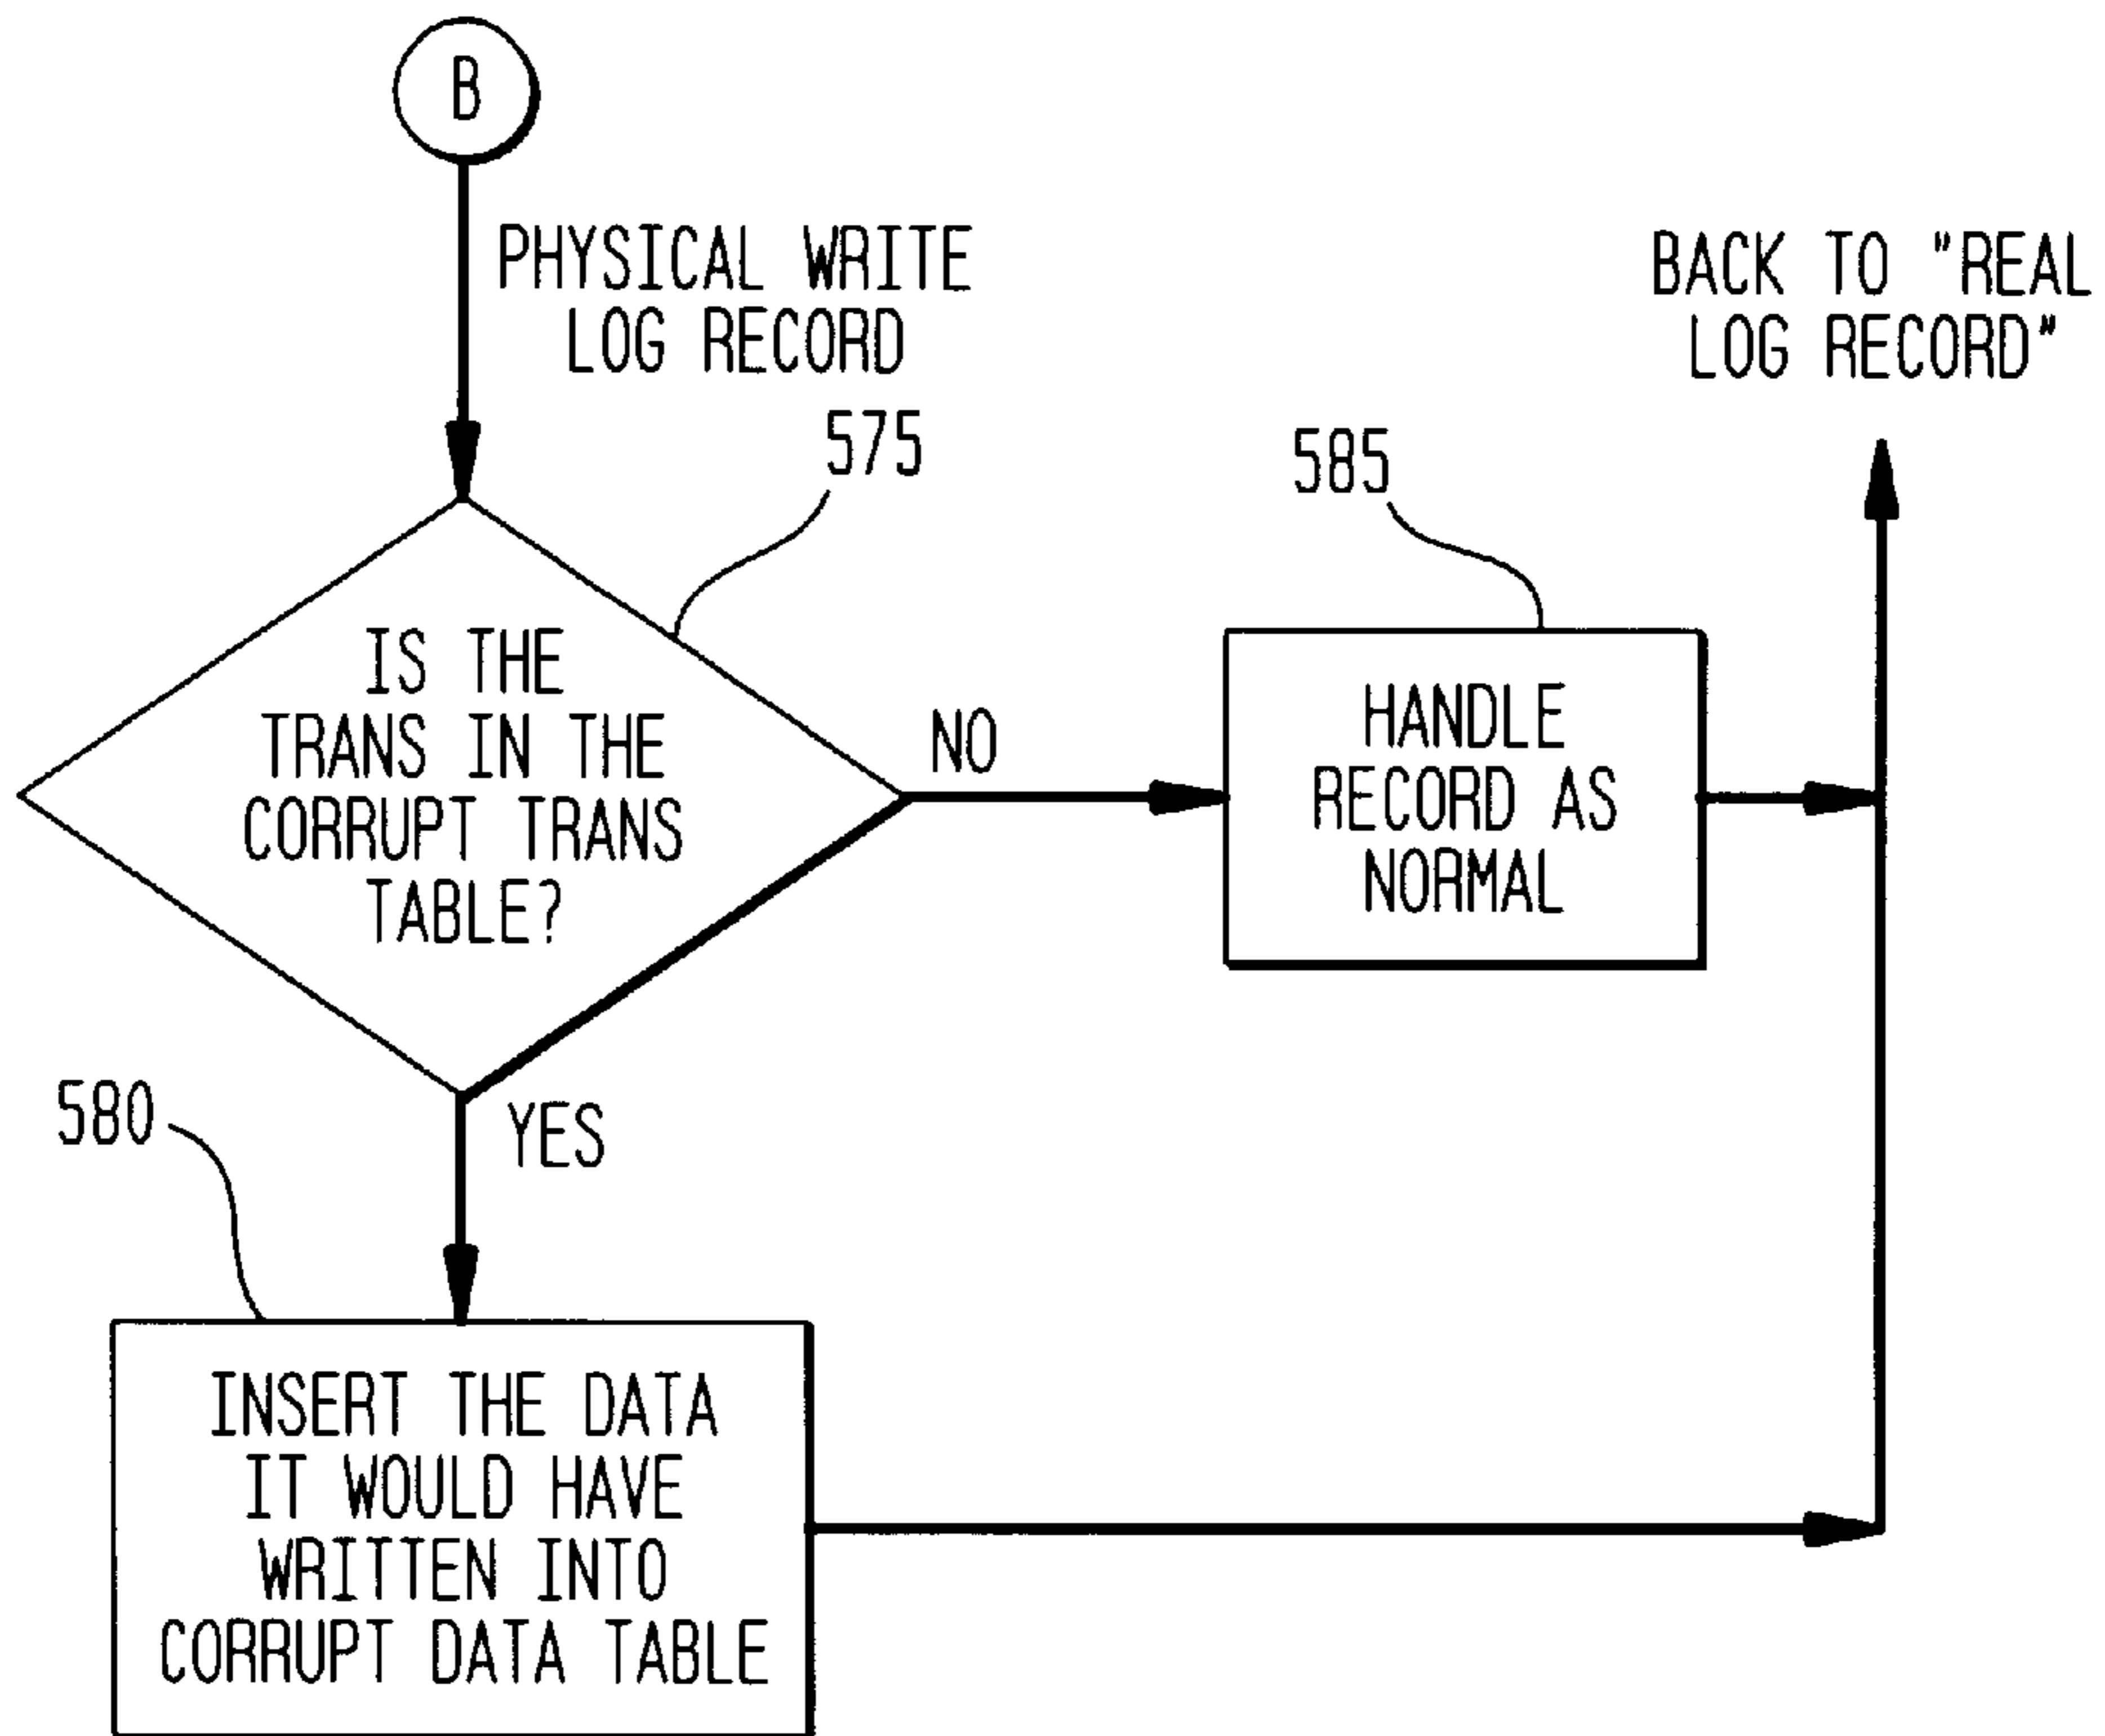 B
PHYSICAL WRITE
LOG RECORD
BACK TO "REAL
LOG RECORD"
575
585
IS THE
TRANS IN THE
CORRUPT TRANS
TABLE?
NO
HANDLE
RECORD AS
NORMAL
580
YES
INSERT THE DATA
IT WOULD HAVE
WRITTEN INTO
CORRUPT DATA TABLE